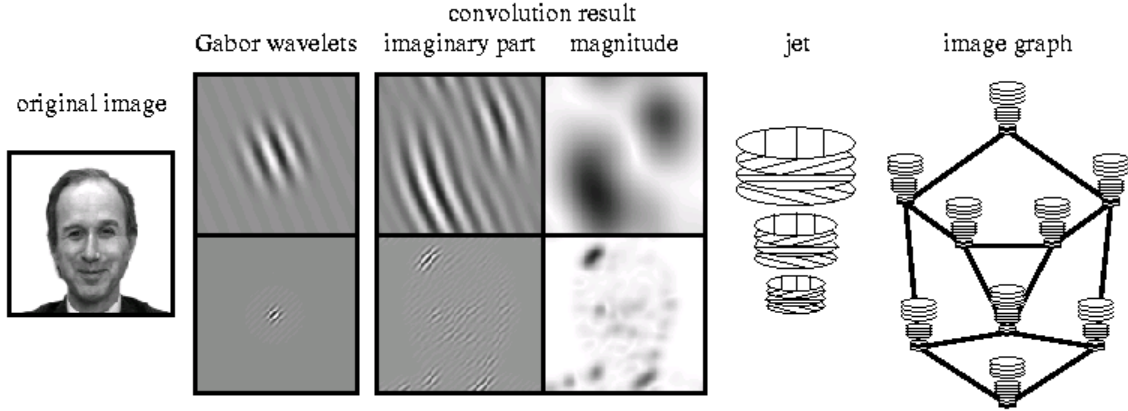 convolution result
Gabor wavelets
imaginary part
magnitude
jet
image graph
original image